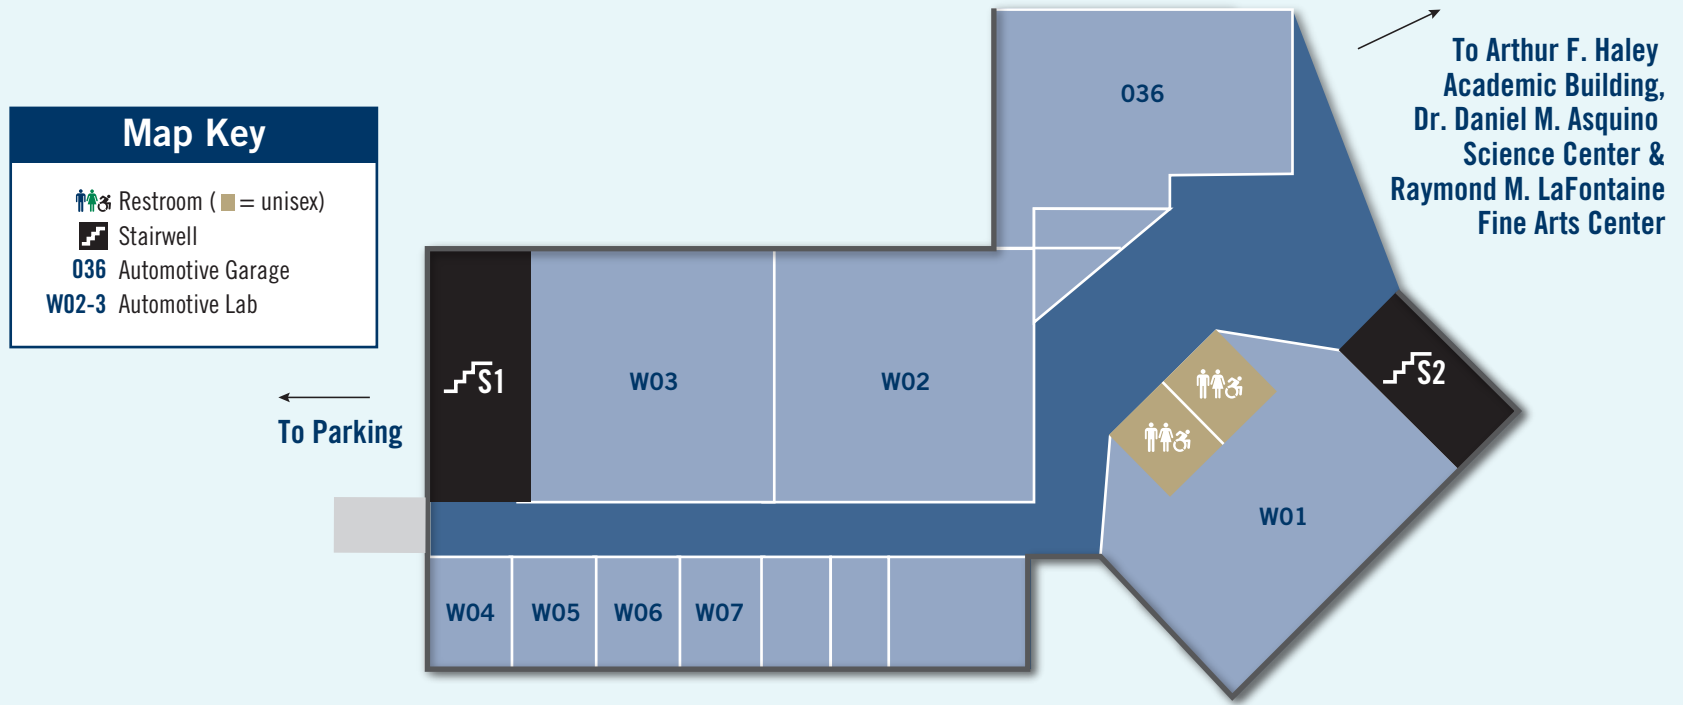 Map Key
Restroom ( = unisex)
Stairwell
036 Automotive Garage
W02-3 Automotive Lab
To Parking
036
To Arthur F. Haley
Academic Building,
Dr. Daniel M. Asquino
Science Center &
Raymond M. LaFontaine
Fine Arts Center
S1
W03
W02
S2
W01
W04
W05
W06
W07